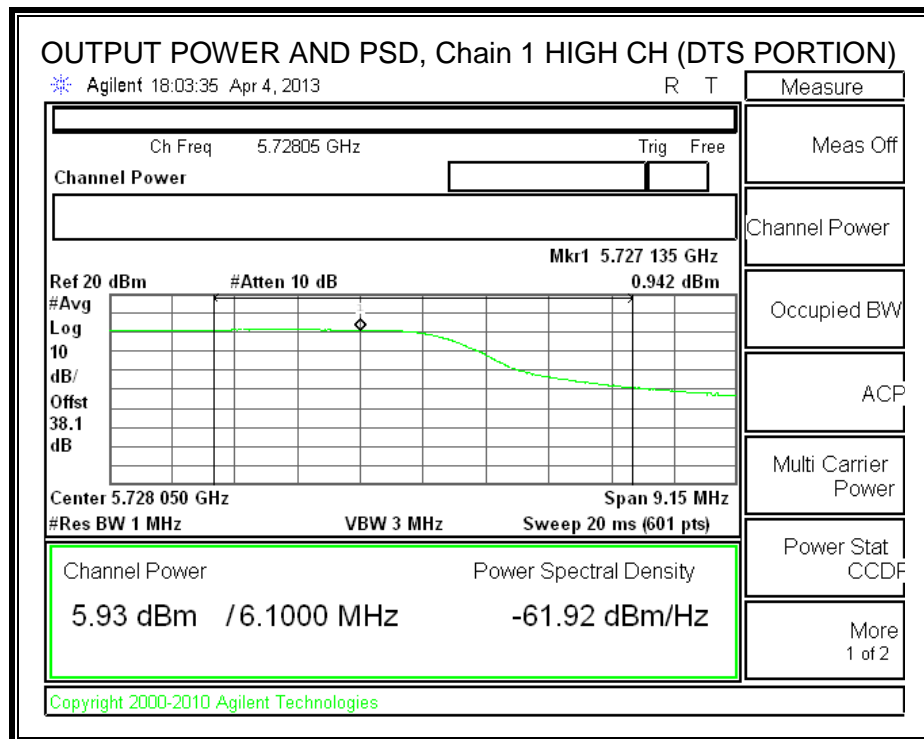 OUTPUT POWER AND PSD, Chain 1 HIGH CH (DTS PORTION)
Agilent 18:03:35 Apr 4, 2013 R T
Ch Freq 5.72805 GHz Trig Free
Channel Power
Mkr1 5.727 135 GHz
Ref 20 dBm #Atten 10 dB 0.942 dBm
#Avg
Log
10
dB/
Offst
38.1
dB
1
Center 5.728 050 GHz Span 9.15 MHz
#Res BW 1 MHz VBW 3 MHz Sweep 20 ms (601 pts)
Channel Power Power Spectral Density
5.93 dBm / 6.1000 MHz -61.92 dBm/Hz
Copyright 2000-2010 Agilent Technologies
Measure
Meas Off
Channel Power
Occupied BW
ACP
Multi Carrier
Power
Power Stat
CCDF
More
1 of 2